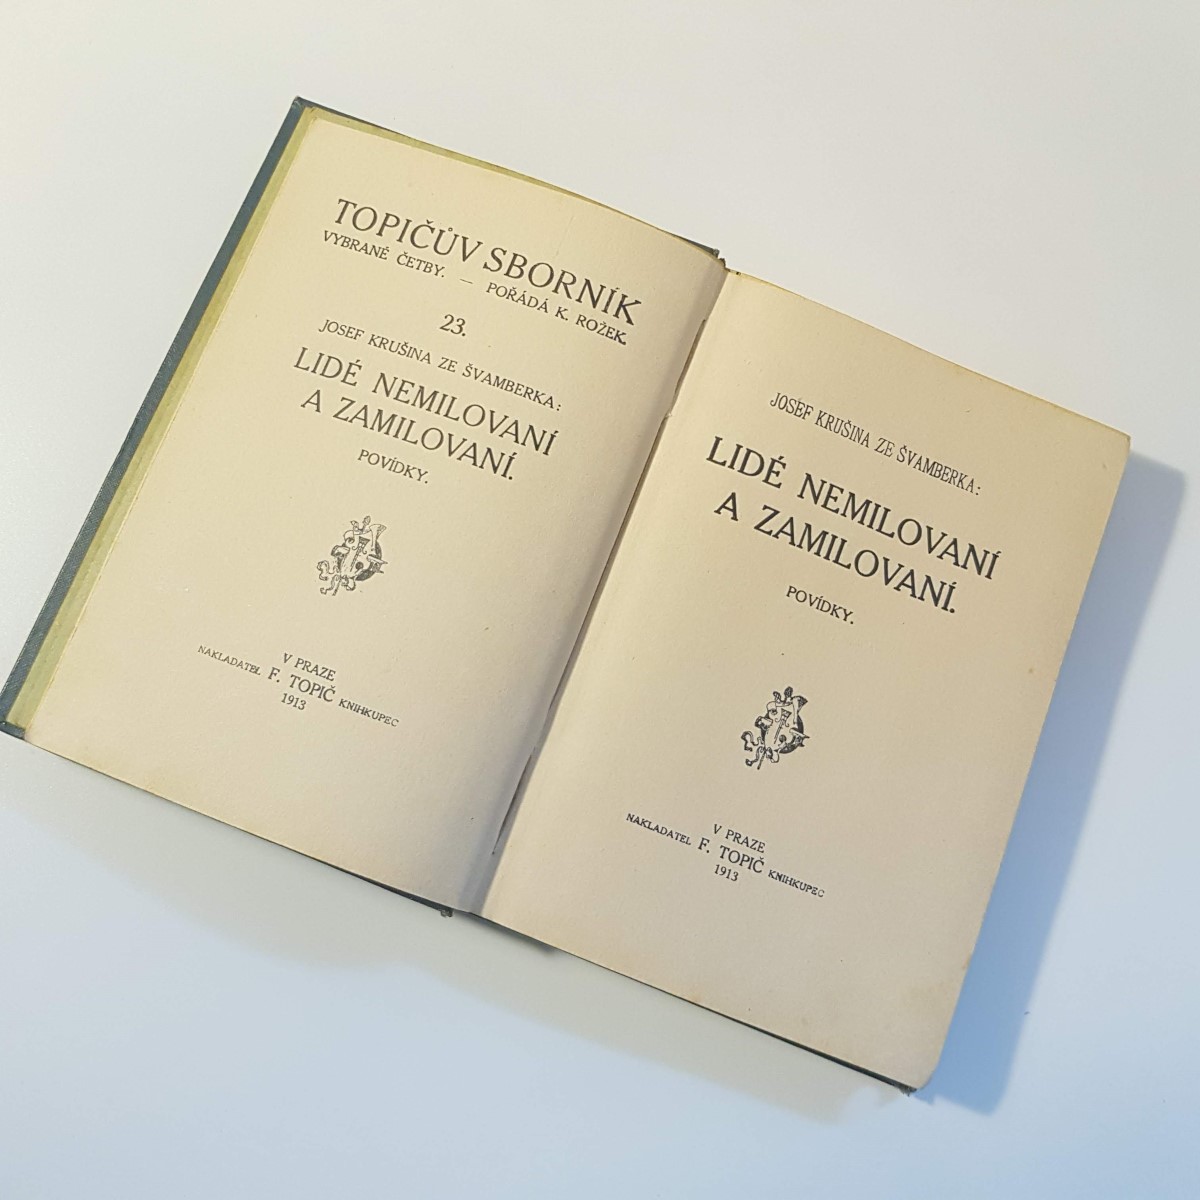 TOPIČŮV SBORNÍK
VYBRANÉ ČETBY. — POŘÁDÁ K. ROŽEK.
23.
JOSEF KRUŠINA ZE ŠVAMBERKA:
LIDÉ NEMILOVANÍ
A ZAMILOVANÍ.
POVÍDKY.
V PRAZE
NAKLADATEL F. TOPIČ KNIHKUPEC
1913
JOSEF KRUŠINA ZE ŠVAMBERKA:
LIDÉ NEMILOVANÍ
A ZAMILOVANÍ.
POVÍDKY.
V PRAZE
NAKLADATEL F. TOPIČ KNIHKUPEC
1913